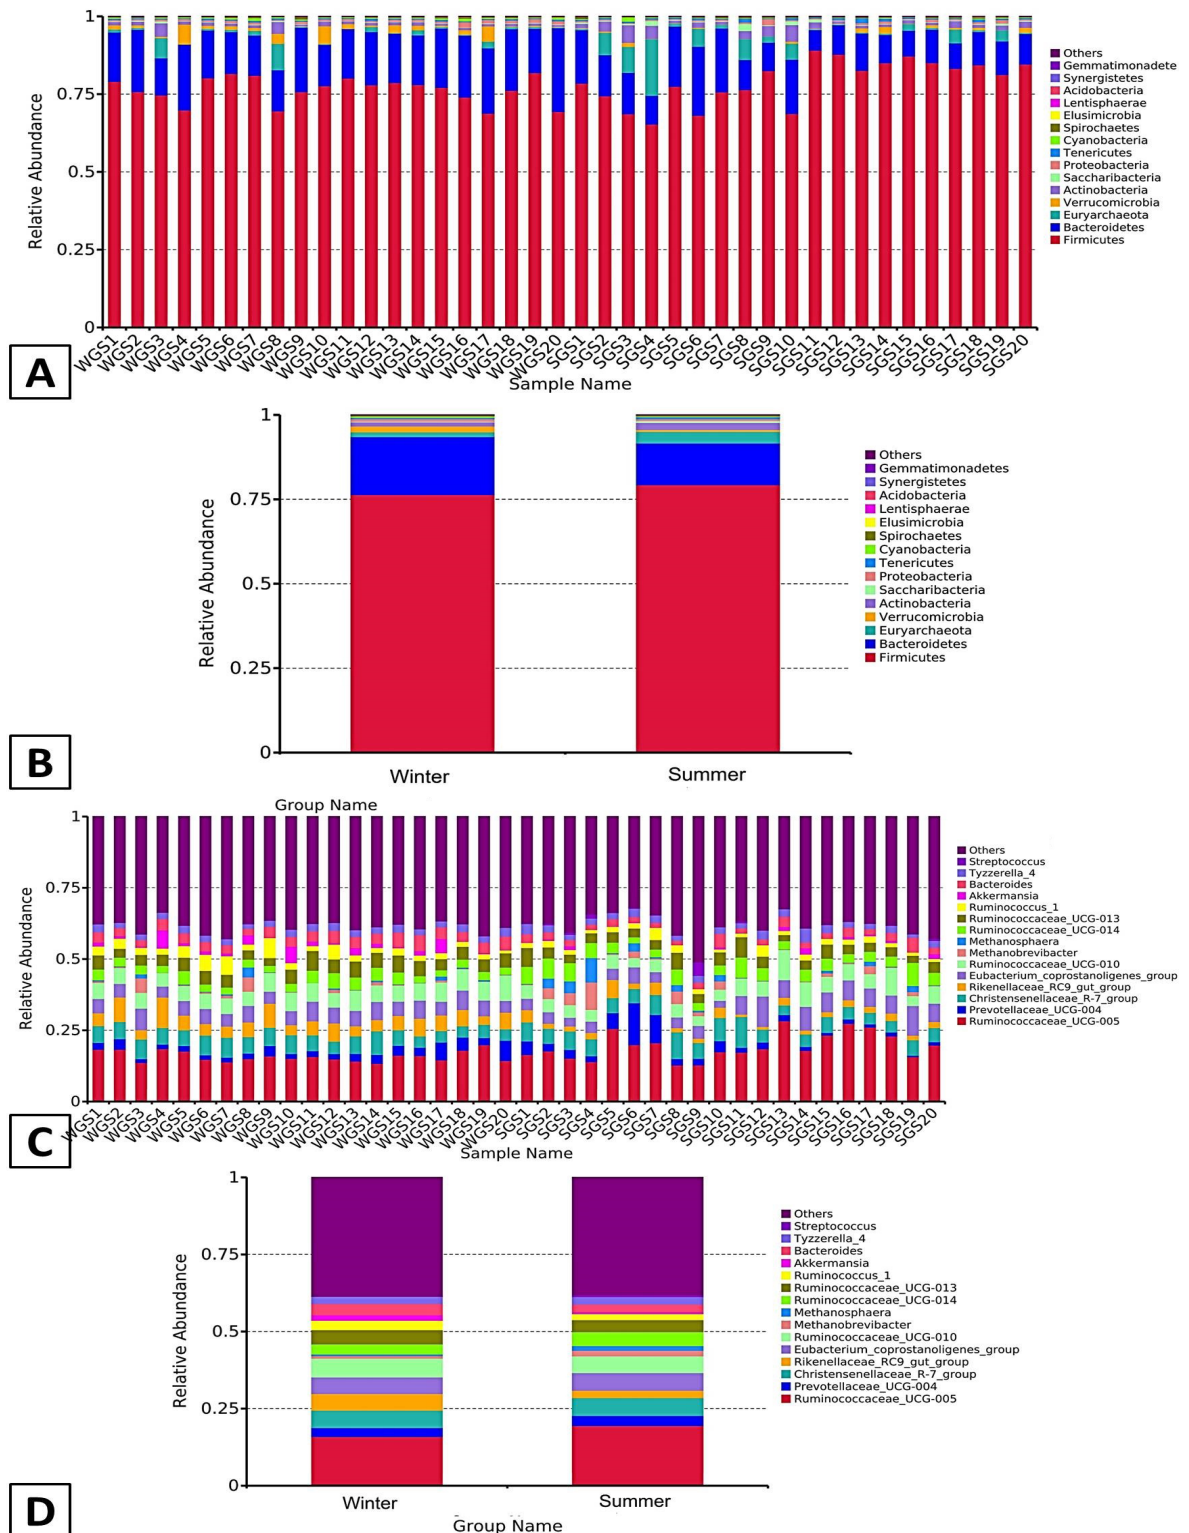 1
0.75
0.5
0.25
0
Relative Abundance
Others
Gemmatimonadete
Synergistetes
Acidobacteria
Lentisphaerae
Elusimicrobia
Spirochaetes
Cyanobacteria
Tenericutes
Proteobacteria
Saccharibacteria
Actinobacteria
Verrucomicrobia
Euryarchaeota
Bacteroidetes
Firmicutes
WGS1 WGS2 WGS3 WGS4 WGS5 WGS6 WGS7 WGS8 WGS9 WGS10 WGS11 WGS12 WGS13 WGS14 WGS15 WGS16 WGS17 WGS18 WGS19 WGS20 SGS1 SGS2 SGS3 SGS4 SGS5 SGS6 SGS7 SGS8 SGS9 SGS10 SGS11 SGS12 SGS13 SGS14 SGS15 SGS16 SGS17 SGS18 SGS19 SGS20
Sample Name
A
1
0.75
0.5
0.25
0
Relative Abundance
Others
Gemmatimonadetes
Synergistetes
Acidobacteria
Lentisphaerae
Elusimicrobia
Spirochaetes
Cyanobacteria
Tenericutes
Proteobacteria
Saccharibacteria
Actinobacteria
Verrucomicrobia
Euryarchaeota
Bacteroidetes
Firmicutes
Winter Summer
Group Name
B
1
0.75
0.5
0.25
0
Relative Abundance
Others
Streptococcus
Tyzzerella_4
Bacteroides
Akkermansia
Ruminococcus_1
Ruminococcaceae_UCG-013
Ruminococcaceae_UCG-014
Methanosphaera
Methanobrevibacter
Ruminococcaceae_UCG-010
Eubacterium_coprostanoligenes_group
Rikenellaceae_RC9_gut_group
Christensenellaceae_R-7_group
Prevotellaceae_UCG-004
Ruminococcaceae_UCG-005
WGS1 WGS2 WGS3 WGS4 WGS5 WGS6 WGS7 WGS8 WGS9 WGS10 WGS11 WGS12 WGS13 WGS14 WGS15 WGS16 WGS17 WGS18 WGS19 WGS20 SGS1 SGS2 SGS3 SGS4 SGS5 SGS6 SGS7 SGS8 SGS9 SGS10 SGS11 SGS12 SGS13 SGS14 SGS15 SGS16 SGS17 SGS18 SGS19 SGS20
Sample Name
C
1
0.75
0.5
0.25
0
Relative Abundance
Others
Streptococcus
Tyzzerella_4
Bacteroides
Akkermansia
Ruminococcus_1
Ruminococcaceae_UCG-013
Ruminococcaceae_UCG-014
Methanosphaera
Methanobrevibacter
Ruminococcaceae_UCG-010
Eubacterium_coprostanoligenes_group
Rikenellaceae_RC9_gut_group
Christensenellaceae_R-7_group
Prevotellaceae_UCG-004
Ruminococcaceae_UCG-005
Winter Summer
Group Name
D